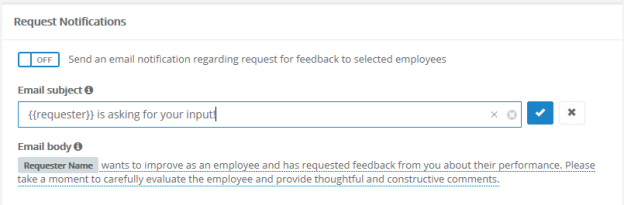 Request Notifications
OFF Send an email notification regarding request for feedback to selected employees
Email subject
{{requester}} is asking for your input!
Email body
Requester Name wants to improve as an employee and has requested feedback from you about their performance. Please
take a moment to carefully evaluate the employee and provide thoughtful and constructive comments.